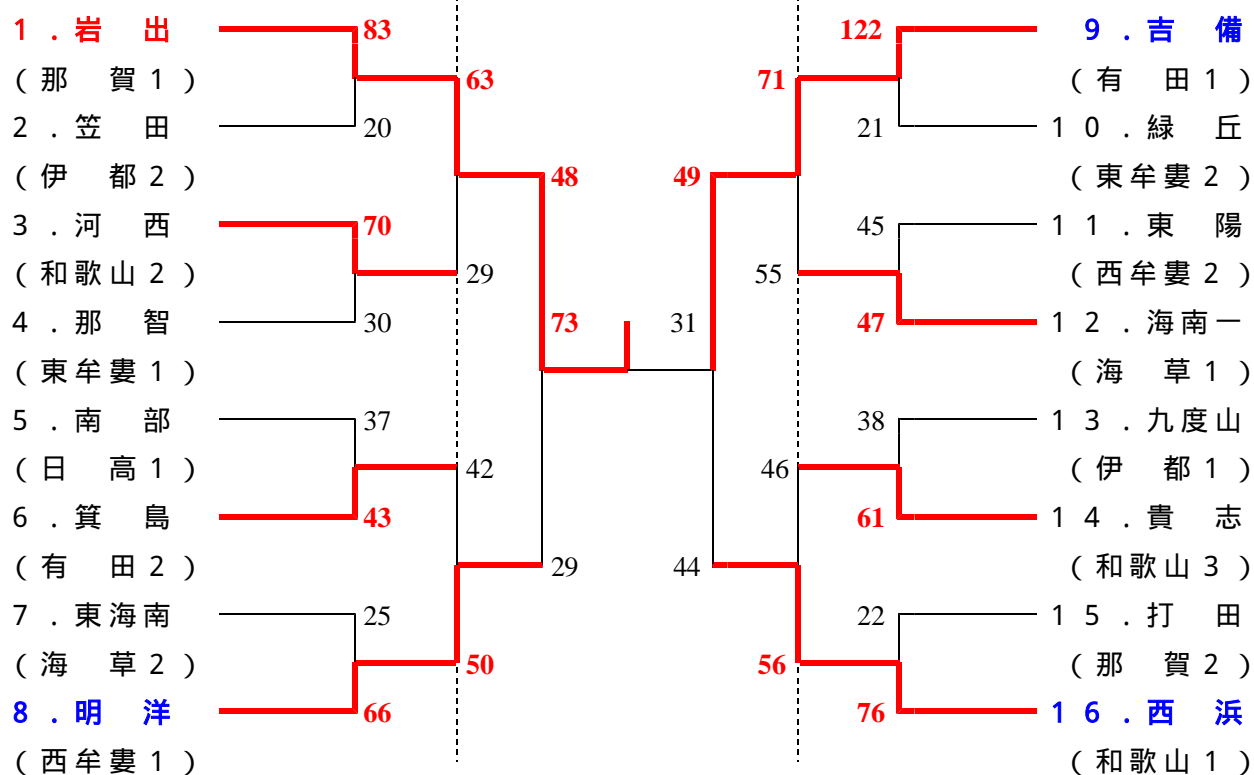 1．岩　出
83
（那　賀1）
63
2．笠　田
20
（伊　都2）
48
3．河　西
70
（和歌山2）
29
4．那　智
30
73
（東牟婁1）
5．南　部
37
（日　高1）
42
6．箕　島
43
（有　田2）
29
7．東海南
25
（海　草2）
50
8．明　洋
66
（西牟婁1）
122
9．吉　備
71
（有　田1）
21
10．緑　丘
49
（東牟婁2）
45
11．東　陽
55
（西牟婁2）
31
47
12．海南一
（海　草1）
38
13．九度山
46
（伊　都1）
61
14．貴　志
44
（和歌山3）
22
15．打　田
56
（那　賀2）
76
16．西　浜
（和歌山1）